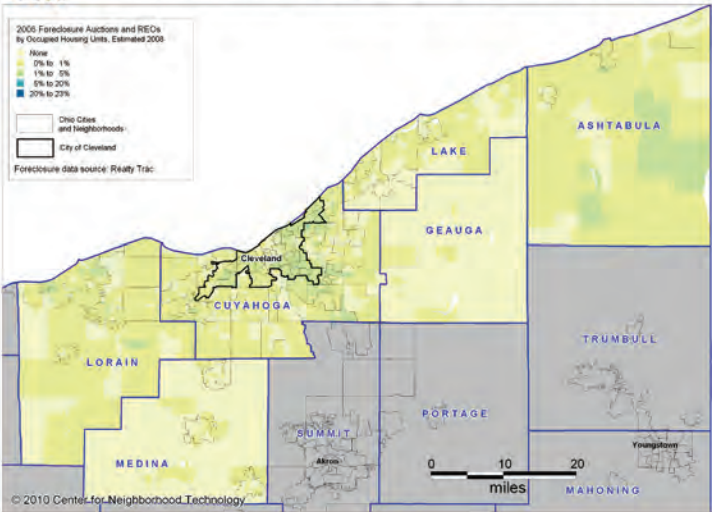 2008 Foreclosure Auctions and REOs
by Occupied Housing Units, Estimated 2008
None
0% to 1%
1% to 5%
5% to 20%
20% to 23%
Ohio Cities
and Neighborhoods
City of Cleveland
Foreclosure data source: Realty Trac
ASHTABULA
LAKE
GEAUGA
Cleveland
CUYAHOGA
TRUMBULL
LORAIN
PORTAGE
SUMMIT
Youngstown
MEDINA
Akron
0 10 20
miles
MAHONING
© 2010 Center for Neighborhood Technology